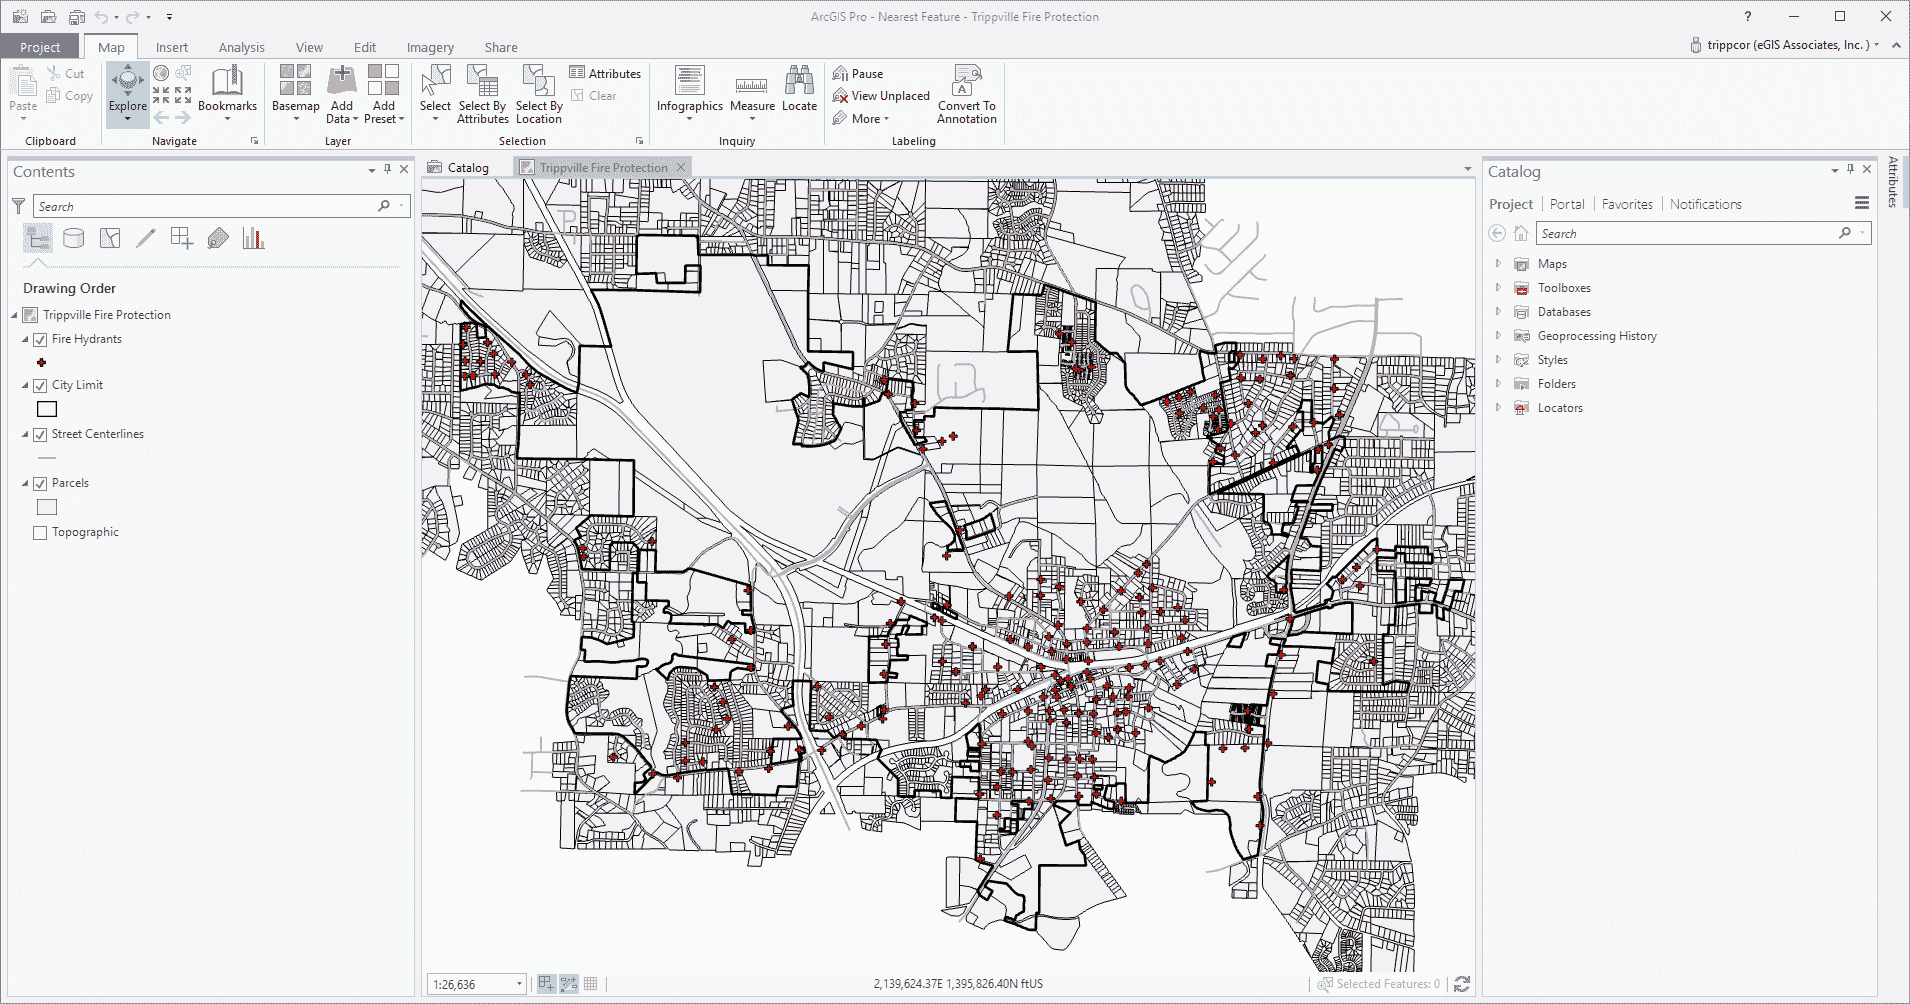 ArcGIS Pro - Nearest Feature - Trippville Fire Protection
?
Project Map Insert Analysis View Edit Imagery Share
trippcor (eGIS Associates, Inc. )
Paste
Cut
Copy
Clipboard
Explore
Bookmarks
Navigate
Basemap
Add
Data
Add
Preset
Layer
Select
Select By
Attributes
Select By
Location
Attributes
Clear
Selection
Infographics
Measure
Locate
Inquiry
Pause
View Unplaced
More
Convert To
Annotation
Labeling
Contents
Search
Drawing Order
Trippville Fire Protection
Fire Hydrants
City Limit
Street Centerlines
Parcels
Topographic
Catalog
Trippville Fire Protection
1:26,636
2,139,624.37E 1,395,826.40N ftUS
Selected Features: 0
Catalog
Project Portal Favorites Notifications
Search
Maps
Toolboxes
Databases
Geoprocessing History
Styles
Folders
Locators
Attributes